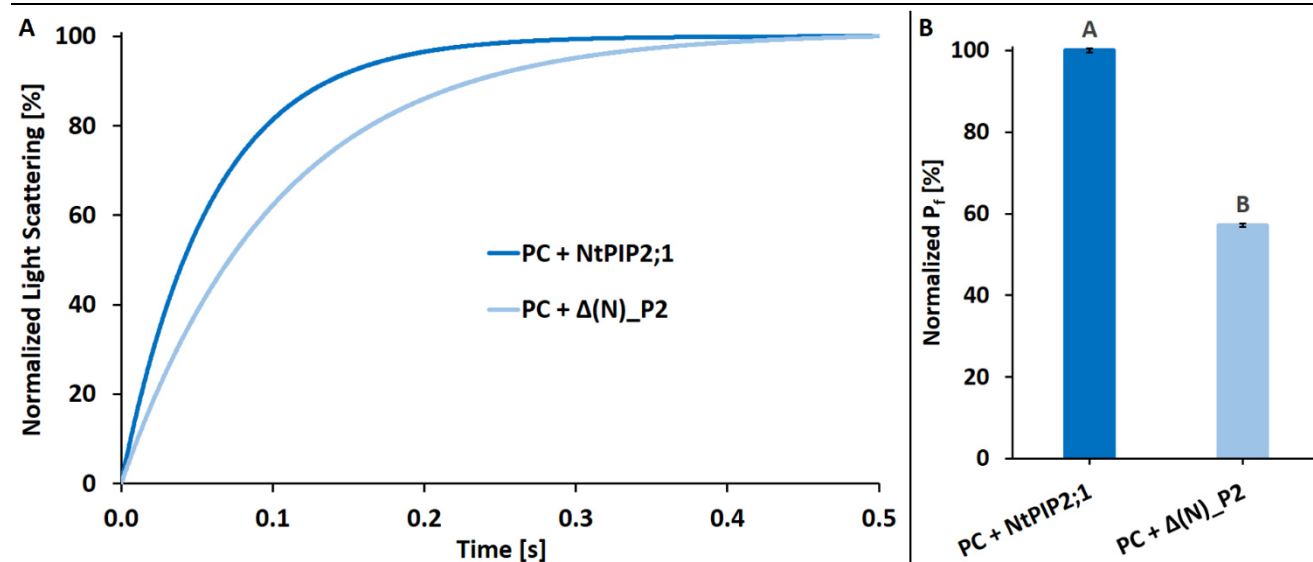 A
Normalized Light Scattering [%]
100
80
60
40
20
0
0.0 0.1 0.2 0.3 0.4 0.5
Time [s]
PC + NtPIP2;1
PC + Δ(N)_P2
B
Normalized Pf [%]
100
80
60
40
20
0
A
B
PC + NtPIP2;1
PC + Δ(N)_P2